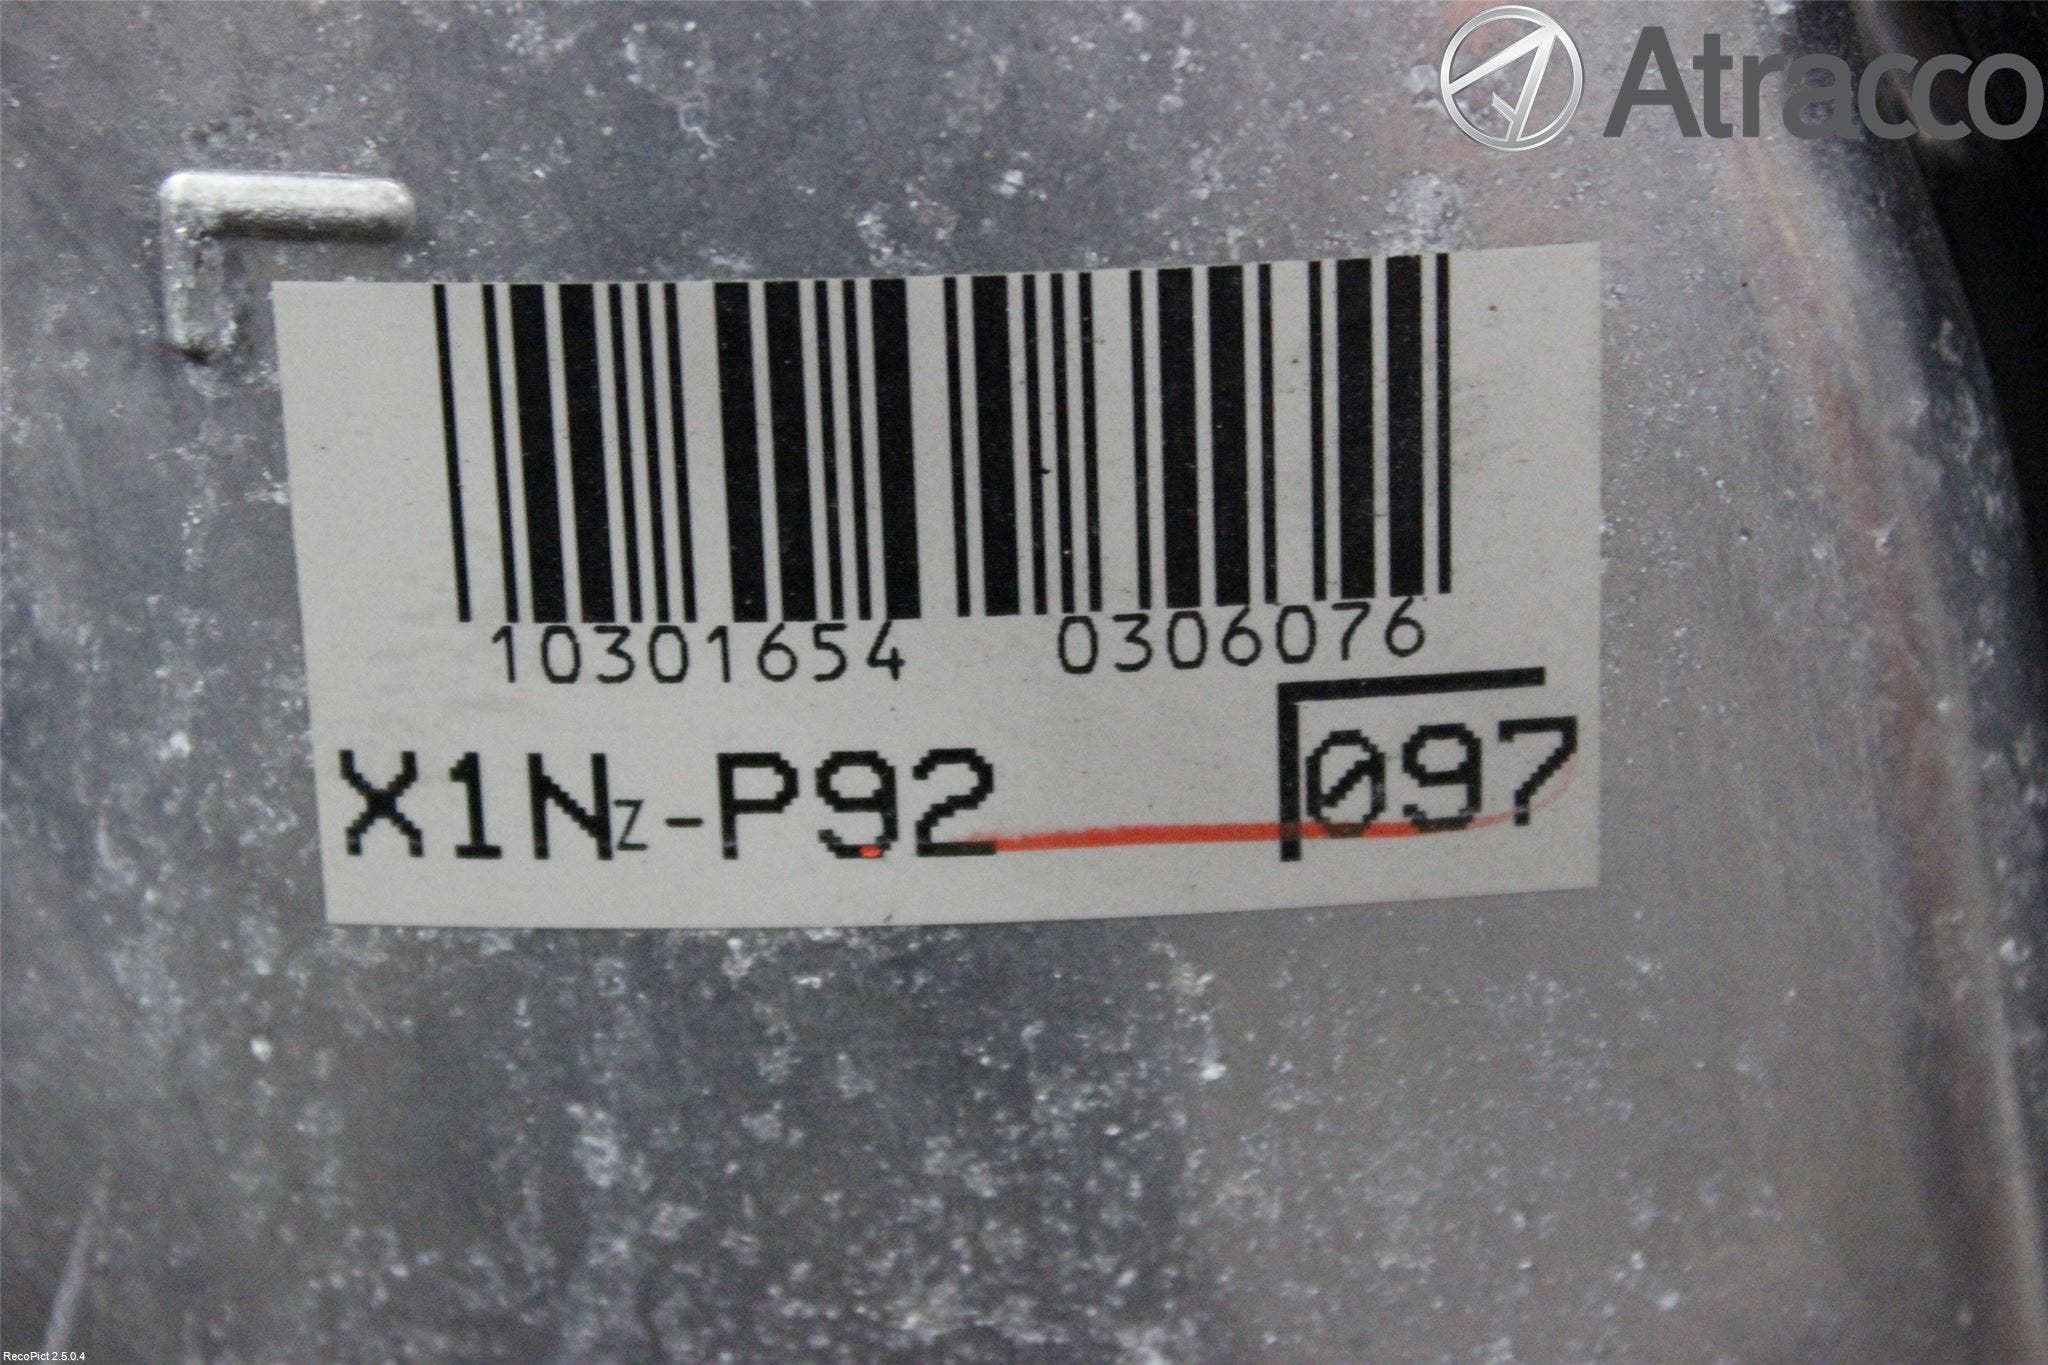 Atracco
10301654 0306076
X1Nz-P92 097
RecoPict 2.5.0.4